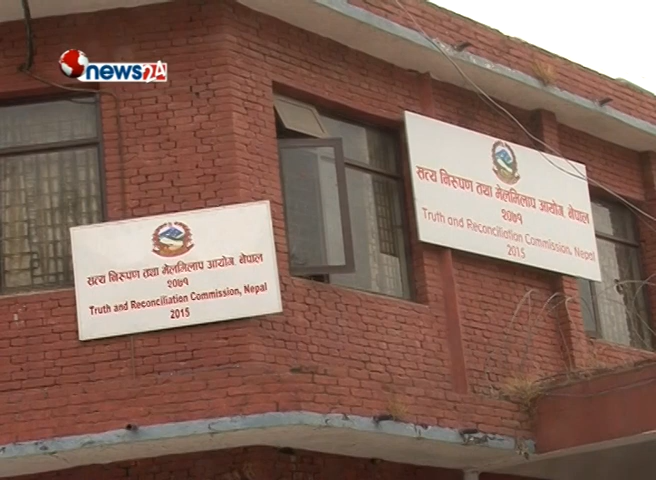 news24
सत्य निरूपण तथा मेलमिलाप आयोग, नेपाल
२०७१
Truth and Reconciliation Commission, Nepal
2015
सत्य निरूपण तथा मेलमिलाप आयोग, नेपाल
२०७१
Truth and Reconciliation Commission, Nepal
2015